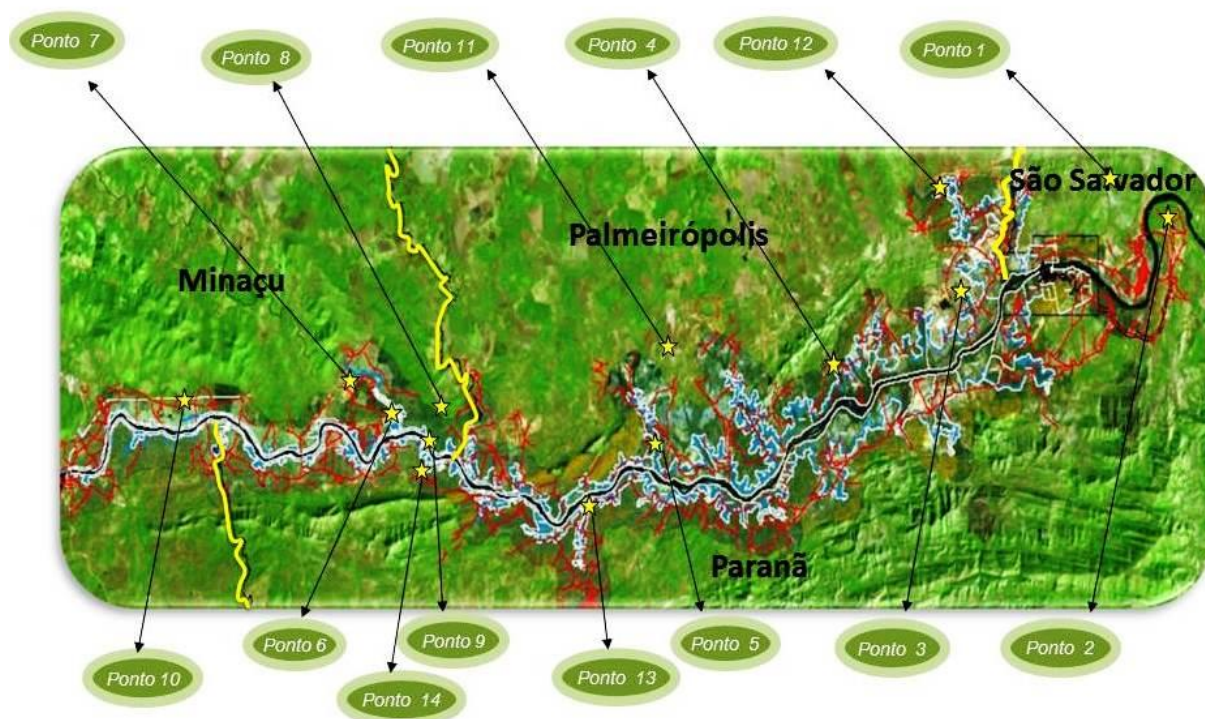 Ponto 7
Ponto 8
Ponto 11
Ponto 4
Ponto 12
Ponto 1
São Salvador
Palmeirópolis
Minaçu
Paranã
Ponto 10
Ponto 6
Ponto 14
Ponto 9
Ponto 13
Ponto 5
Ponto 3
Ponto 2